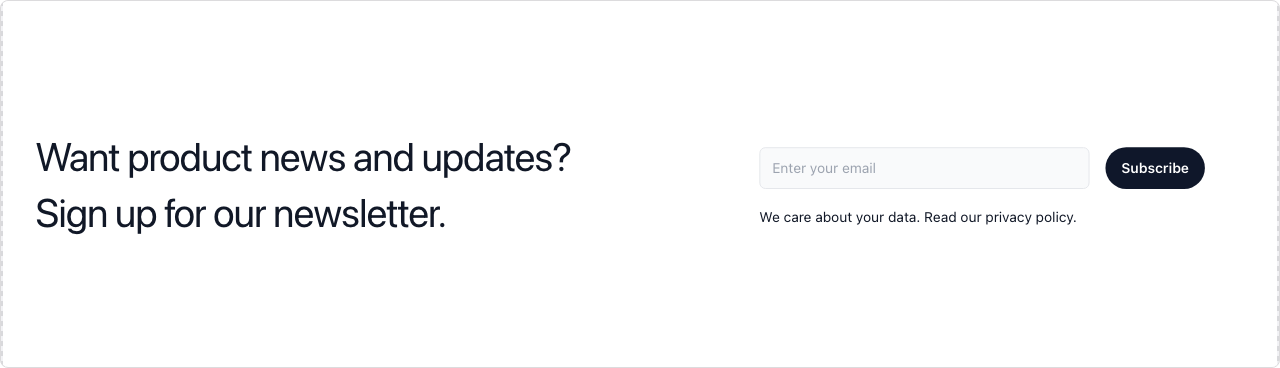 Want product news and updates?
Sign up for our newsletter.
Enter your email
Subscribe
We care about your data. Read our privacy policy.